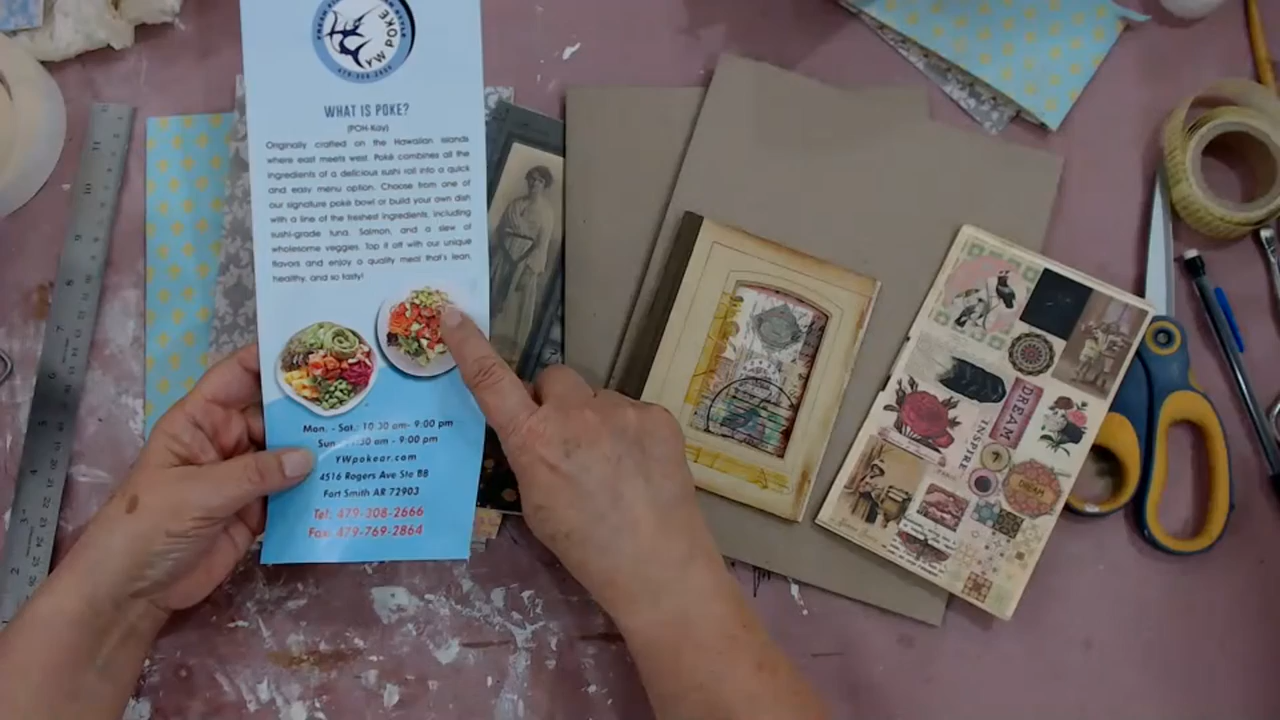 YW POKE
479-308-2666
WHAT IS POKE?
(POH-Kay)
Originally crafted on the Hawaiian Islands
where east meets west. Poké combines all the
ingredients of a delicious sushi roll into a quick
and easy menu option. Choose from one of
our signature poké bowl or build your own dish
with a line of the freshest ingredients, including
sushi-grade tuna, Salmon, and a slew of
wholesome veggies. Top it off with our unique
flavors and enjoy a quality meal that's lean,
healthy, and so tasty!
Mon. - Sat.: 10:30 am- 9:00 pm
Sun 30 am - 9:00 pm
YWpokear.com
4516 Rogers Ave Ste 8B
Fort Smith AR 72903
Tel: 479-308-2666
Fax: 479-769-2864
DREAM
INSPIRE
DREAM